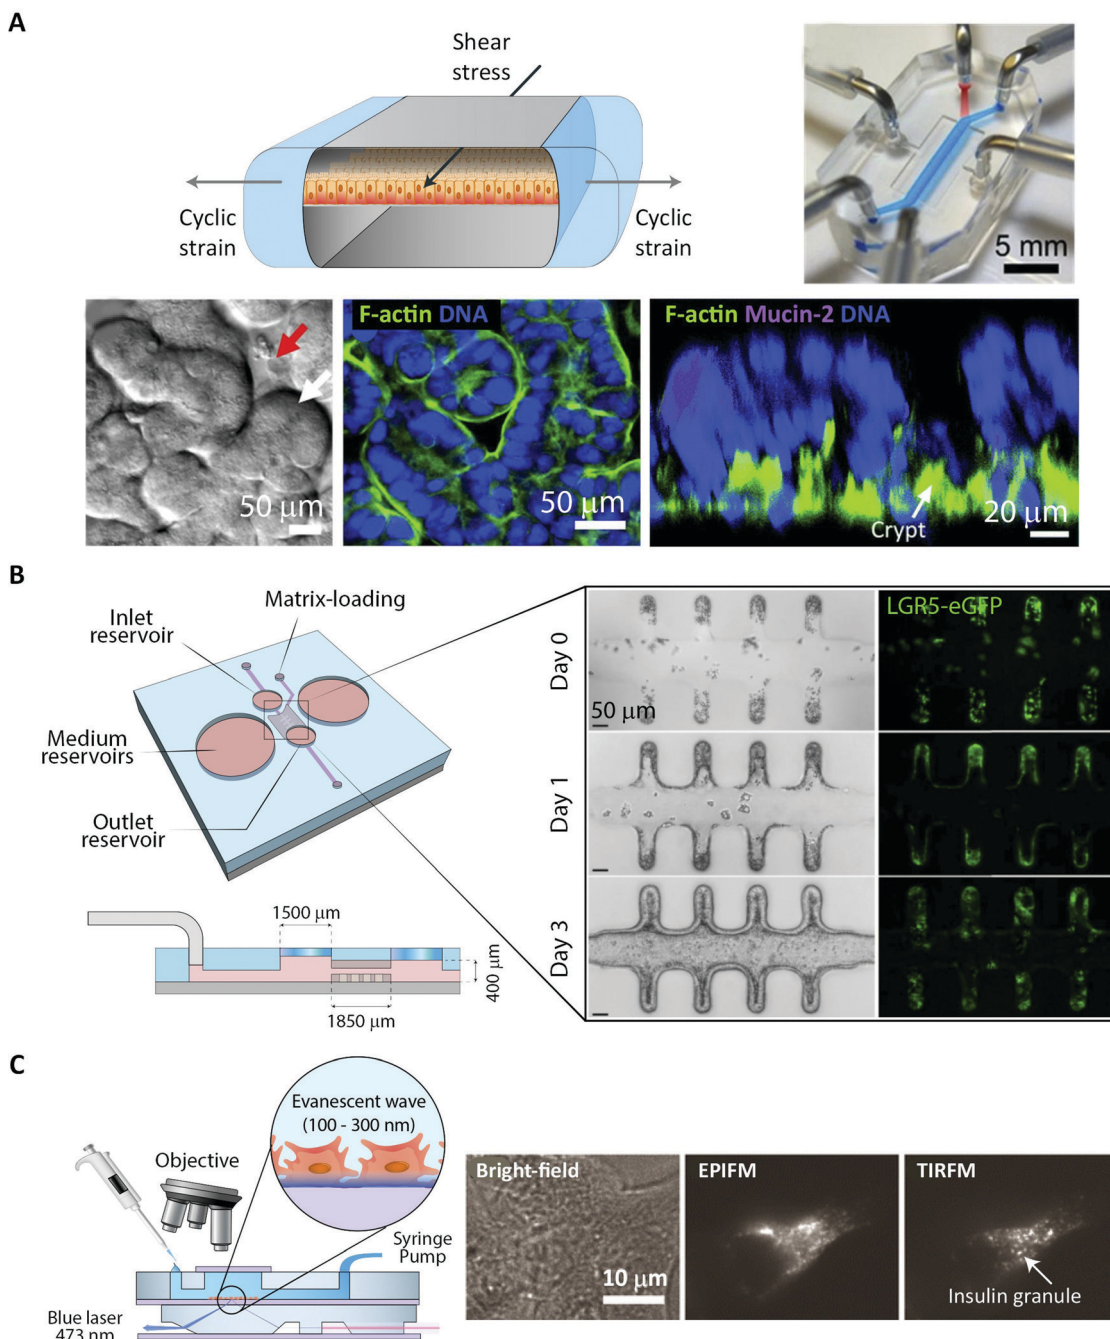 A
Shear
stress
Cyclic
strain
Cyclic
strain
5 mm
50 μm
F-actin DNA
50 μm
F-actin Mucin-2 DNA
Crypt
20 μm
B
Inlet
reservoir
Matrix-loading
Medium
reservoirs
Outlet
reservoir
1500 μm
400 μm
1850 μm
Day 0
50 μm
LGR5-eGFP
Day 1
Day 3
C
Evanescent wave
(100 - 300 nm)
Objective
Syringe
Pump
Blue laser
473 nm
Bright-field
10 μm
EPIFM
TIRFM
Insulin granule